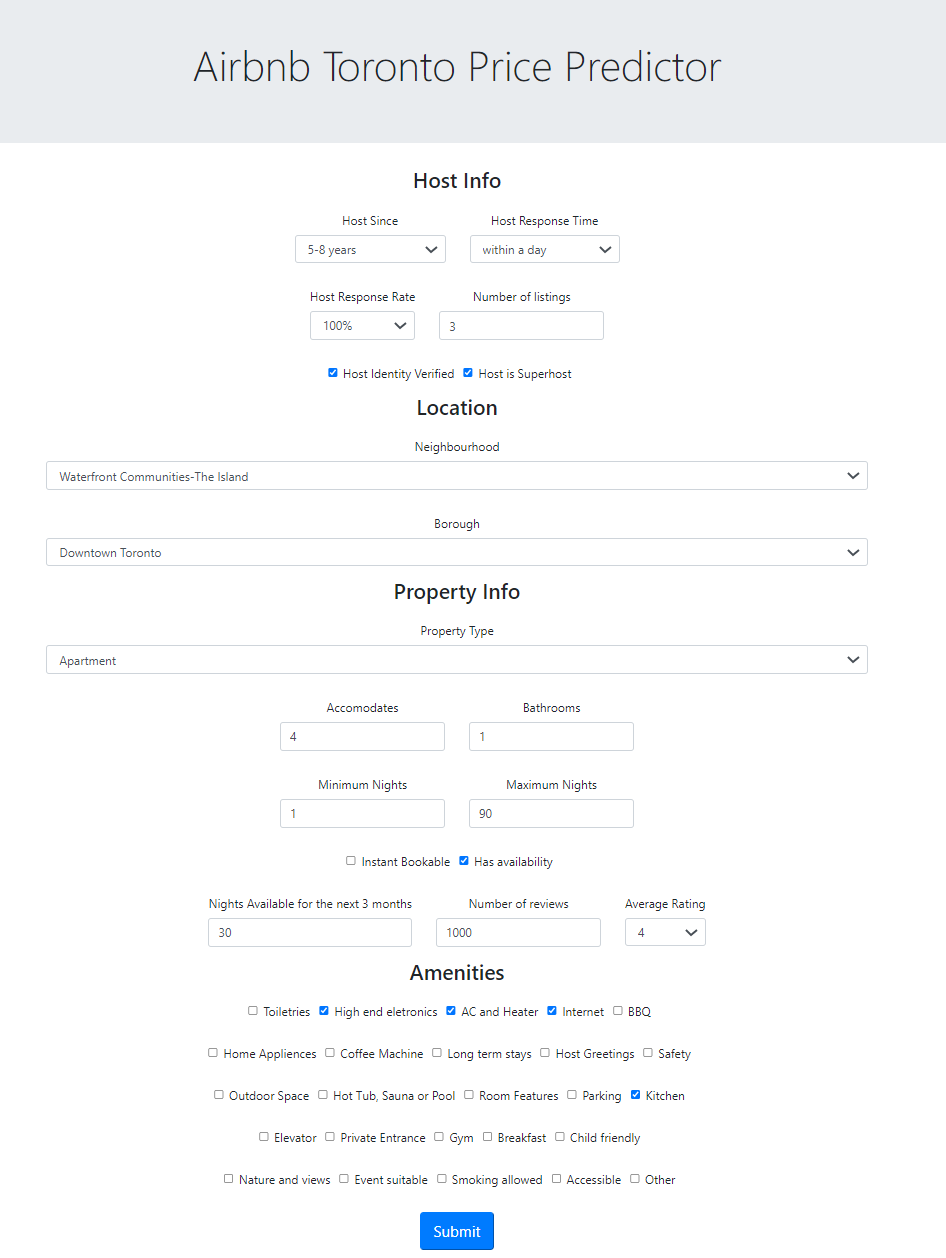 Airbnb Toronto Price Predictor
Host Info
Host Since Host Response Time
5-8 years within a day
Host Response Rate Number of listings
100% 3
Host Identity Verified Host is Superhost
Location
Neighbourhood
Waterfront Communities-The Island
Borough
Downtown Toronto
Property Info
Property Type
Apartment
Accomodates Bathrooms
4 1
Minimum Nights Maximum Nights
1 90
Instant Bookable Has availability
Nights Available for the next 3 months Number of reviews Average Rating
30 1000 4
Amenities
Toiletries High end eletronics AC and Heater Internet BBQ
Home Appliences Coffee Machine Long term stays Host Greetings Safety
Outdoor Space Hot Tub, Sauna or Pool Room Features Parking Kitchen
Elevator Private Entrance Gym Breakfast Child friendly
Nature and views Event suitable Smoking allowed Accessible Other
Submit